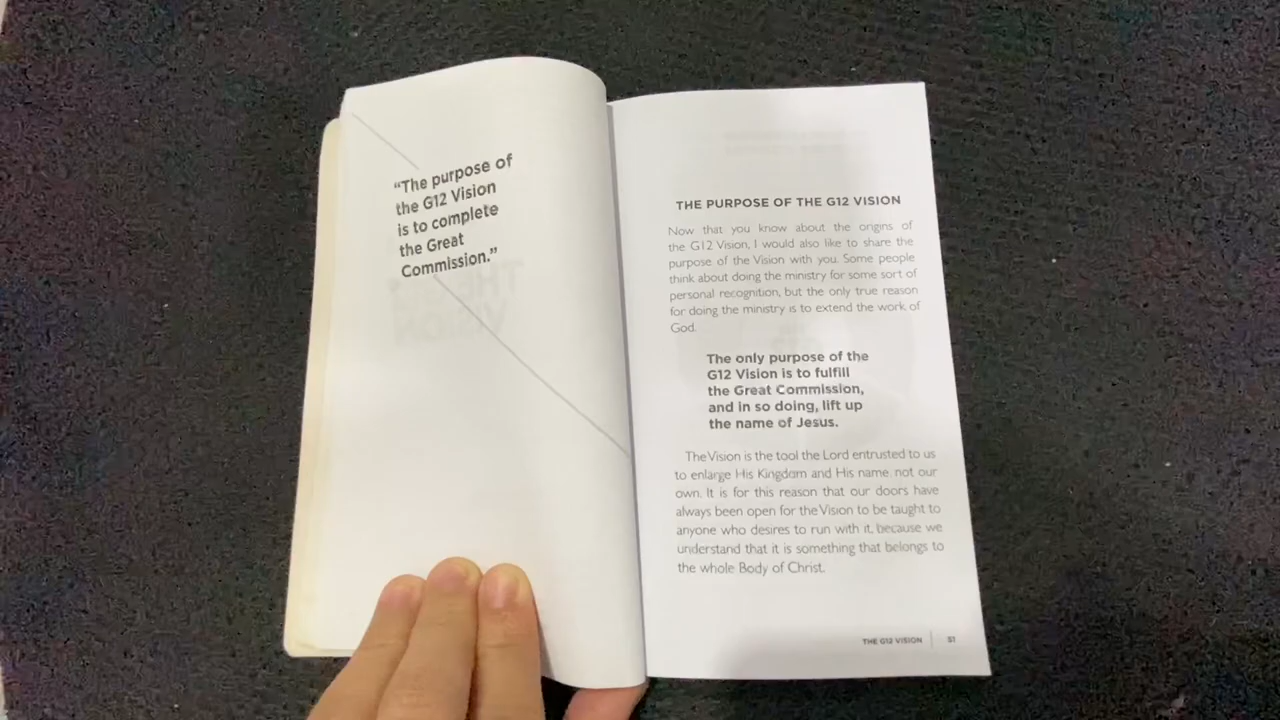 “The purpose of
the G12 Vision
is to complete
the Great
Commission.”
THE PURPOSE OF THE G12 VISION
Now that you know about the origins of
the G12 Vision, I would also like to share the
purpose of the Vision with you. Some people
think about doing the ministry for some sort of
personal recognition, but the only true reason
for doing the ministry is to extend the work of
God.
The only purpose of the
G12 Vision is to fulfill
the Great Commission,
and in so doing, lift up
the name of Jesus.
The Vision is the tool the Lord entrusted to us
to enlarge His Kingdom and His name, not our
own. It is for this reason that our doors have
always been open for the Vision to be taught to
anyone who desires to run with it, because we
understand that it is something that belongs to
the whole Body of Christ.
THE G12 VISION | 51